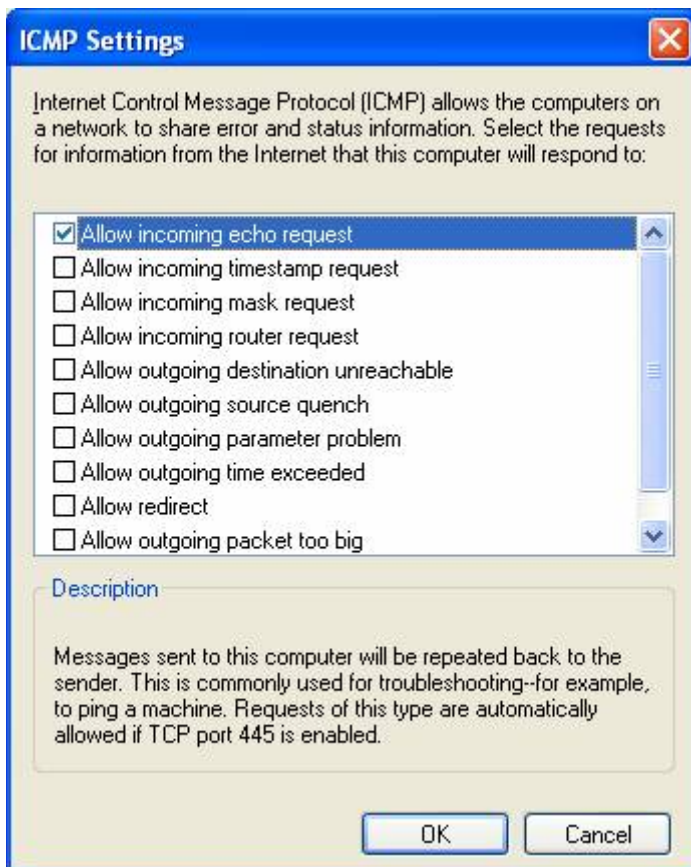 ICMP Settings
Internet Control Message Protocol (ICMP) allows the computers on
a network to share error and status information. Select the requests
for information from the Internet that this computer will respond to:
Allow incoming echo request
Allow incoming timestamp request
Allow incoming mask request
Allow incoming router request
Allow outgoing destination unreachable
Allow outgoing source quench
Allow outgoing parameter problem
Allow outgoing time exceeded
Allow redirect
Allow outgoing packet too big
Description
Messages sent to this computer will be repeated back to the
sender. This is commonly used for troubleshooting--for example,
to ping a machine. Requests of this type are automatically
allowed if TCP port 445 is enabled.
OK
Cancel